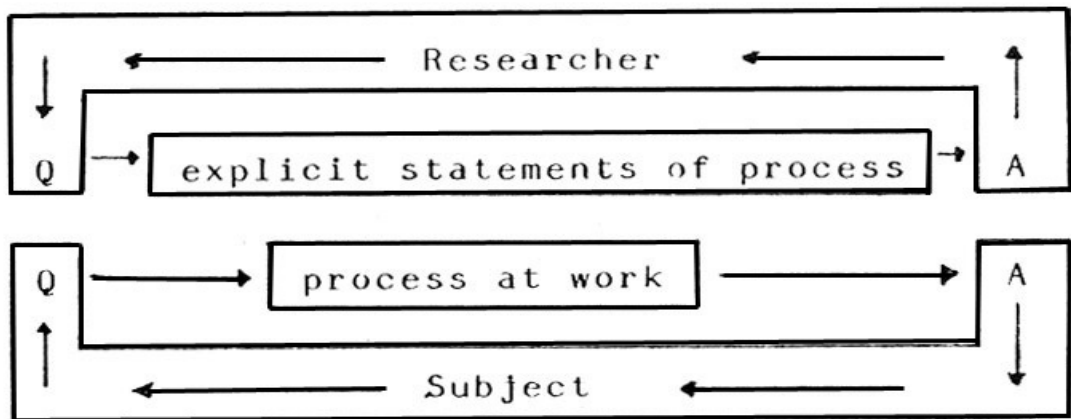 Researcher
Q explicit statements of process A
Q process at work A
Subject